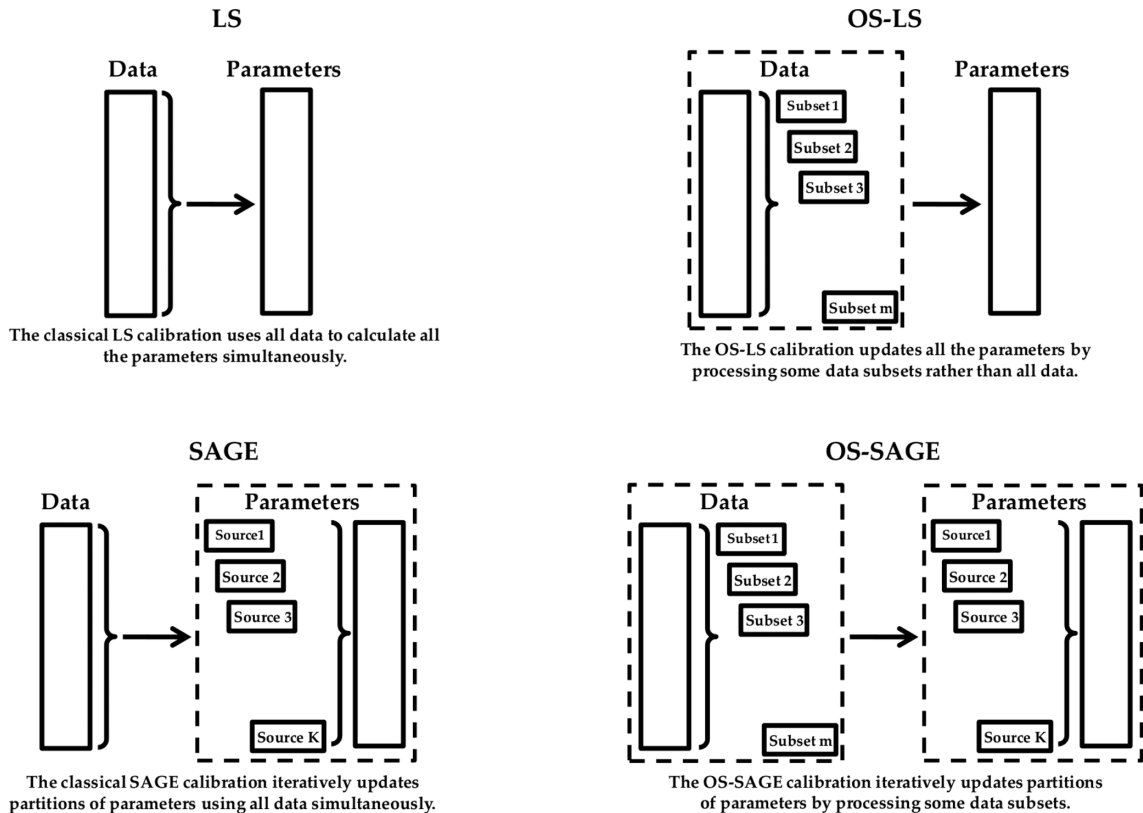 LS
Data
Parameters
The classical LS calibration uses all data to calculate all
the parameters simultaneously.
OS-LS
Data
Parameters
Subset 1
Subset 2
Subset 3
Subset m
The OS-LS calibration updates all the parameters by
processing some data subsets rather than all data.
SAGE
Data
Parameters
Source1
Source 2
Source 3
Source K
The classical SAGE calibration iteratively updates
partitions of parameters using all data simultaneously.
OS-SAGE
Data
Parameters
Subset 1
Subset 2
Subset 3
Subset m
Source1
Source 2
Source 3
Source K
The OS-SAGE calibration iteratively updates partitions
of parameters by processing some data subsets.